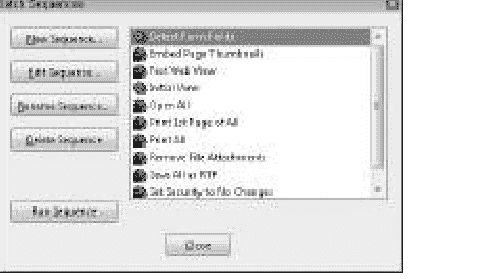 Batch Sequences
New Sequence...
Edit Sequence...
Rename Sequence...
Delete Sequence
Run Sequence
Detect Form Fields
Embed Page Thumbnails
Fast Web View
Initial View
Open All
Print 1st Page of All
Print All
Remove File Attachments
Save All as RTF
Set Security to No Changes
Close